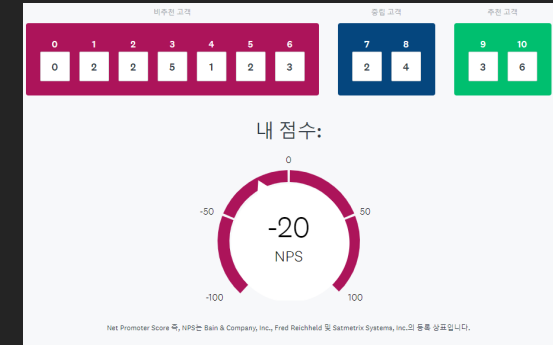 비추천 고객 중립 고객 추천 고객
0 1 2 3 4 5 6 7 8 9 10
0 2 2 5 1 2 3 2 4 3 6
내 점수:
0
-50 50
-20
NPS
-100 100
Net Promoter Score 즉, NPS는 Bain & Company, Inc., Fred Reichheld 및 Satmetrix Systems, Inc.의 등록 상표입니다.